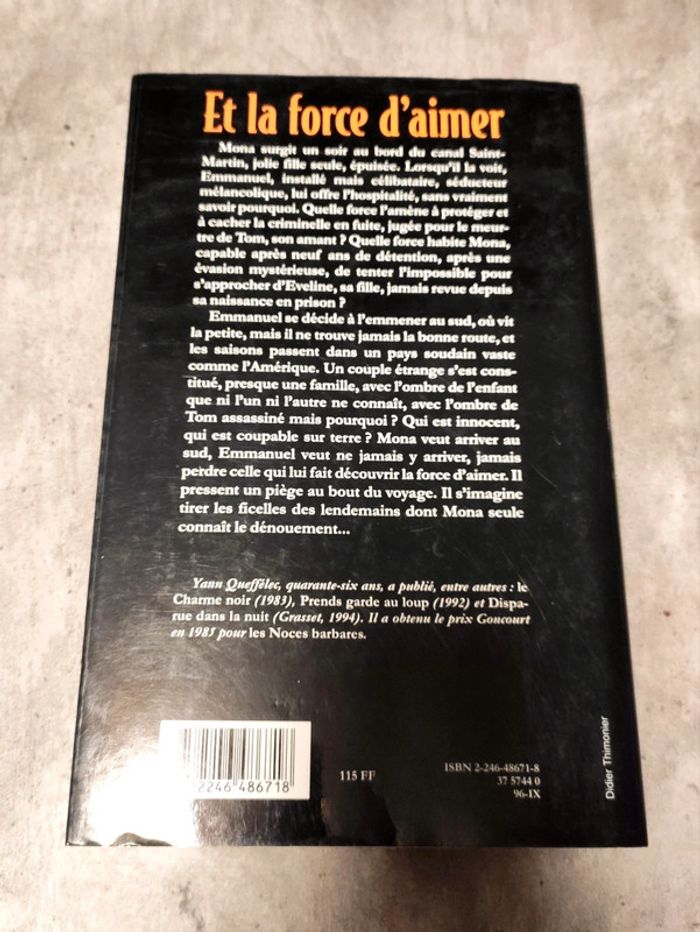 Et la force d'aimer
Mona surgit un soir au bord du canal Saint-
Martin, jolie fille seule, épuisée. Lorsqu'il la voit,
Emmanuel, installé mais célibataire, séducteur
mélancolique, lui offre l'hospitalité, sans vraiment
savoir pourquoi. Quelle force l'amène à protéger et
à cacher la criminelle en fuite, jugée pour le meur-
tre de Tom, son amant ? Quelle force habite Mona,
capable après neuf ans de détention, après une
évasion mystérieuse, de tenter l'impossible pour
s'approcher d'Eveline, sa fille, jamais revue depuis
sa naissance en prison ?
Emmanuel se décide à l'emmener au sud, où vit
la petite, mais il ne trouve jamais la bonne route, et
les saisons passent dans un pays soudain vaste
comme l'Amérique. Un couple étrange s'est cons-
titué, presque une famille, avec l'ombre de l'enfant
que ni l'un ni l'autre ne connaît, avec l'ombre de
Tom assassiné mais pourquoi ? Qui est innocent,
qui est coupable sur terre ? Mona veut arriver au
sud, Emmanuel veut ne jamais y arriver, jamais
perdre celle qui lui fait découvrir la force d'aimer. Il
pressent un piège au bout du voyage. Il s'imagine
tirer les ficelles des lendemains dont Mona seule
connaît le dénouement...
Yann Queffélec, quarante-six ans, a publié, entre autres : le
Charme noir (1983), Prends garde au loup (1992) et Dispa-
rue dans la nuit (Grasset, 1994). Il a obtenu le prix Goncourt
en 1985 pour les Noces barbares.
2246 486718
115 FF
ISBN 2-246-48671-8
37 5744 0
96-IX
Didier Thimonier